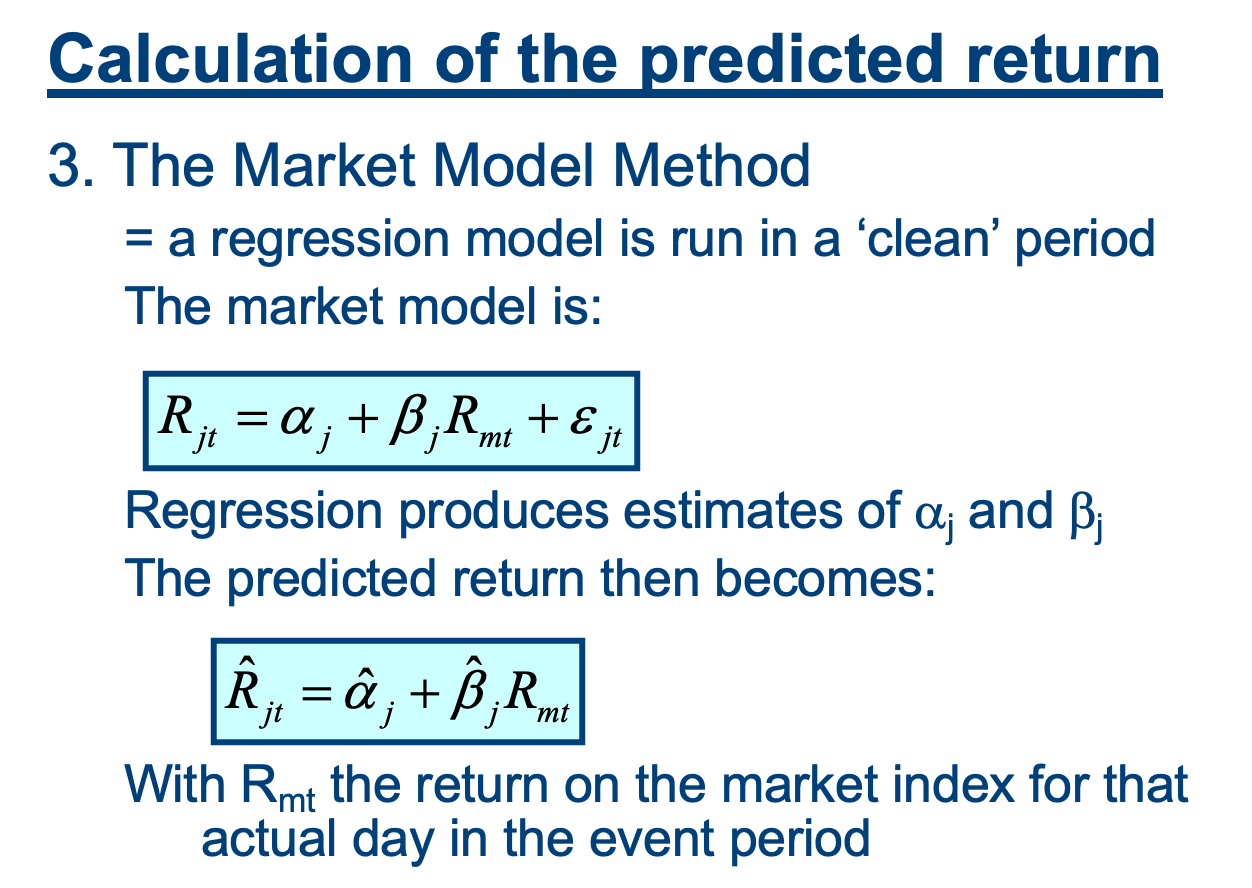 Calculation of the predicted return
3. The Market Model Method
= a regression model is run in a ‘clean’ period
The market model is:
R_jt = α_j + β_j R_mt + ε_jt
Regression produces estimates of α_j and β_j
The predicted return then becomes:
R̂_jt = α̂_j + β̂_j R_mt
With R_mt the return on the market index for that
actual day in the event period